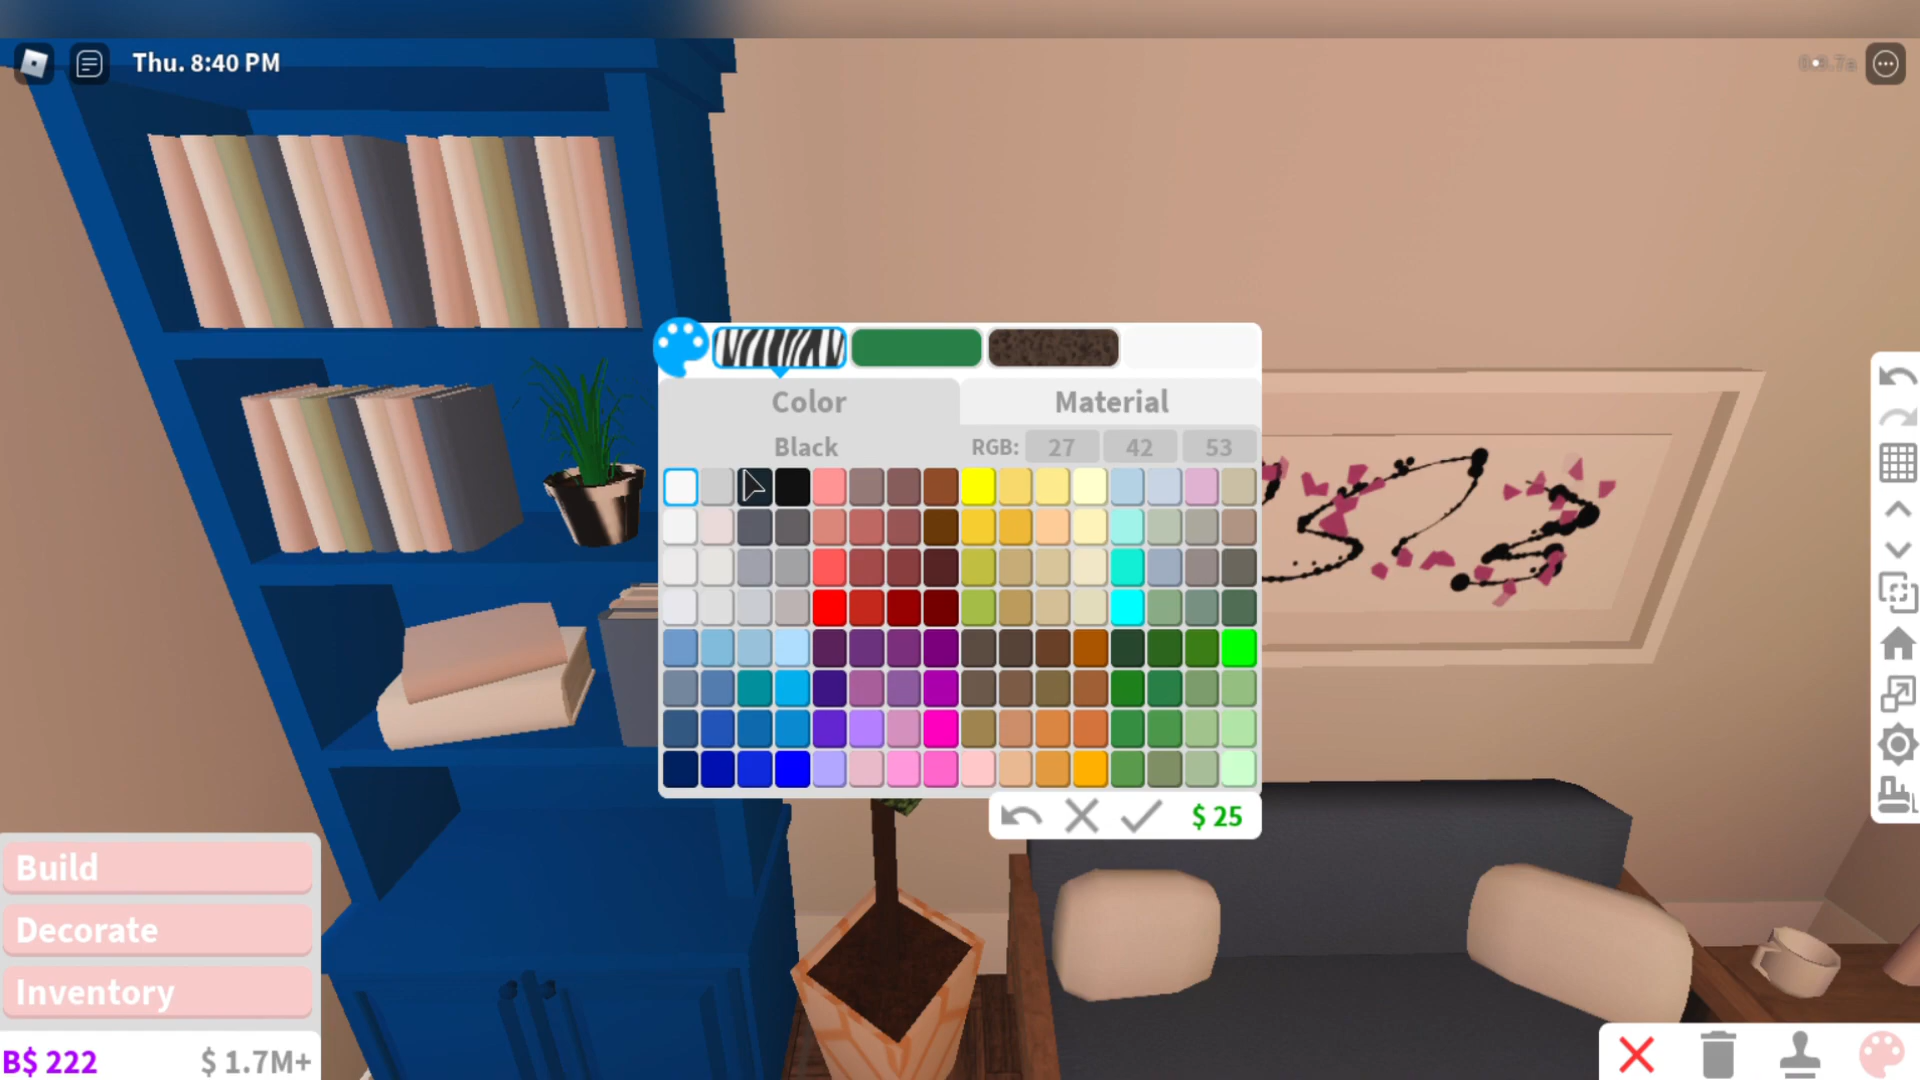 Thu. 8:40 PM
Color
Material
Black
RGB: 27 42 53
$ 25
Build
Decorate
Inventory
B$ 222
$ 1.7M+